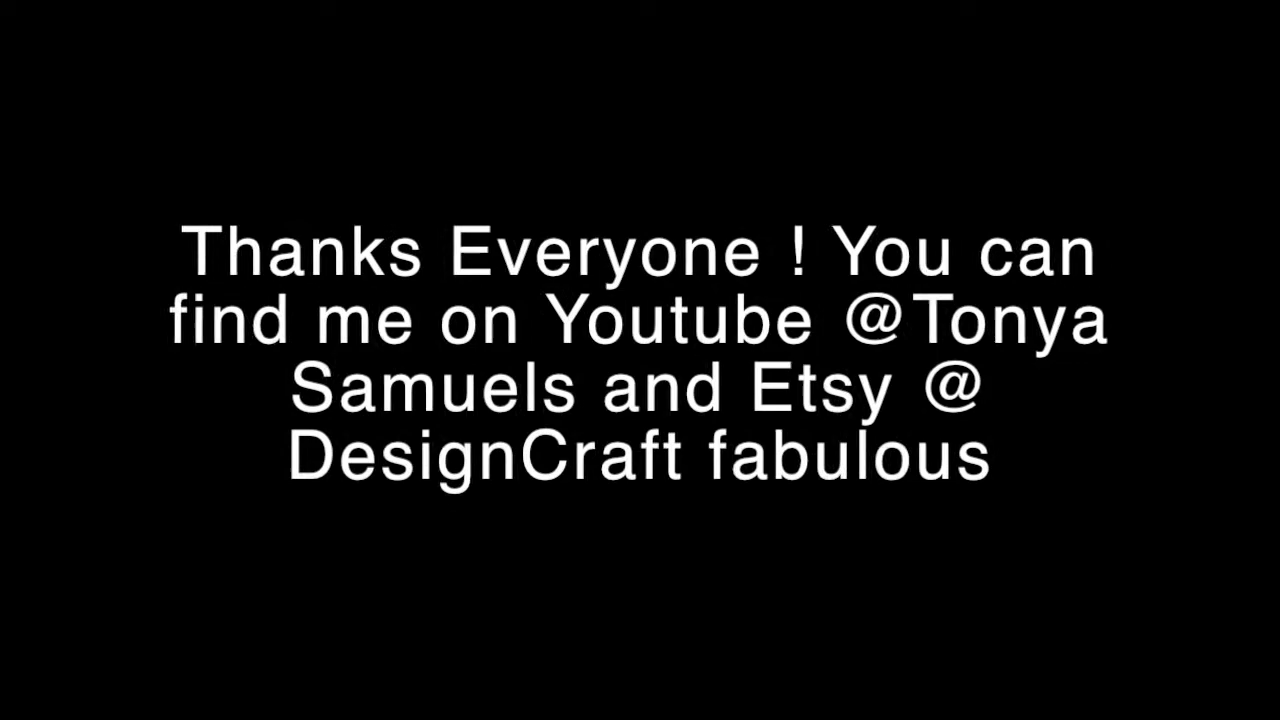 Thanks Everyone ! You can
find me on Youtube @Tonya
Samuels and Etsy @
DesignCraft fabulous